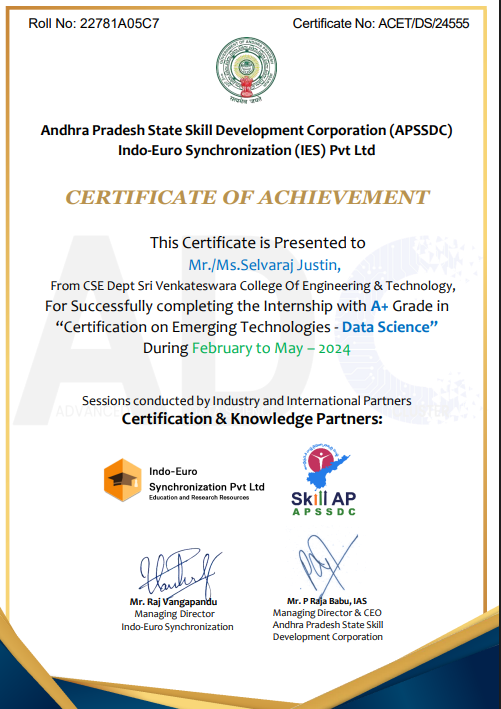 Roll No: 22781A05C7
Certificate No: ACET/DS/24555
Andhra Pradesh State Skill Development Corporation (APSSDC)
Indo-Euro Synchronization (IES) Pvt Ltd
CERTIFICATE OF ACHIEVEMENT
This Certificate is Presented to
Mr./Ms.Selvaraj Justin,
From CSE Dept Sri Venkateswara College Of Engineering & Technology,
For Successfully completing the Internship with A+ Grade in
“Certification on Emerging Technologies - Data Science”
During February to May – 2024
ADC
Sessions conducted by Industry and International Partners
Certification & Knowledge Partners:
Indo-Euro
Synchronization Pvt Ltd
Education and Research Resources
Skill AP
APSSDC
Mr. Raj Vangapandu
Managing Director
Indo-Euro Synchronization
Mr. P Raja Babu, IAS
Managing Director & CEO
Andhra Pradesh State Skill
Development Corporation